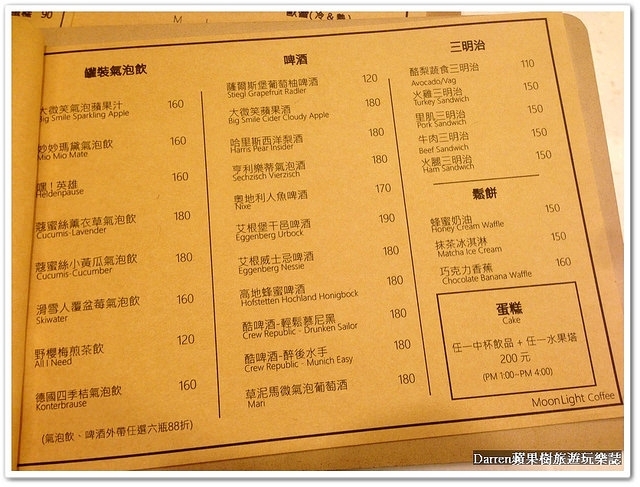 90
歐蕾(冷&熱)
罐裝氣泡飲
大微笑氣泡蘋果汁 160
Big Smile Sparkling Apple
妙妙瑪黛氣泡飲 160
Mio Mio Mate
嘿!英雄 160
Heldenpause
蔻蜜絲薰衣草氣泡飲 180
Cucumis-Lavender
蔻蜜絲小黃瓜氣泡飲 180
Cucumis-Cucumber
滑雪人覆盆莓氣泡飲 160
Skiwater
野櫻梅煎茶飲 120
All I Need
德國四季桔氣泡飲 160
Konterbrause
(氣泡飲、啤酒外帶任選六瓶88折)
啤酒
薩爾斯堡葡萄柚啤酒 120
Stiegl Grapefruit Radler
大微笑蘋果酒 180
Big Smile Cider Cloudy Apple
哈里斯西洋梨酒 180
Harris Pear Insider
亨利樂蒂氣泡酒 180
Sechzisch Vierzisch
奧地利人魚啤酒 170
Nixe
艾根堡干邑啤酒 190
Eggenberg Urbock
艾根威士忌啤酒 180
Eggenberg Nessie
高地蜂蜜啤酒 180
Hofstetten Hochland Honigbock
酷啤酒-輕鬆慕尼黑 180
Crew Republic - Drunken Sailor
酷啤酒-醉後水手 180
Crew Republic - Munich Easy
草泥馬微氣泡葡萄酒 180
Mari
三明治
酪梨蔬食三明治 110
Avocado/Vag
火雞三明治 150
Turkey Sandwich
里肌三明治 150
Pork Sandwich
牛肉三明治 150
Beef Sandwich
火腿三明治 150
Ham Sandwich
鬆餅
蜂蜜奶油 150
Honey Cream Waffle
抹茶冰淇淋 150
Matcha Ice Cream
巧克力香蕉 160
Chocolate Banana Waffle
蛋糕
Cake
任一中杯飲品 + 任一水果塔
200 元
(PM 1:00~PM 4:00)
MoonLight Coffee
Darren蘋果樹旅遊玩樂誌